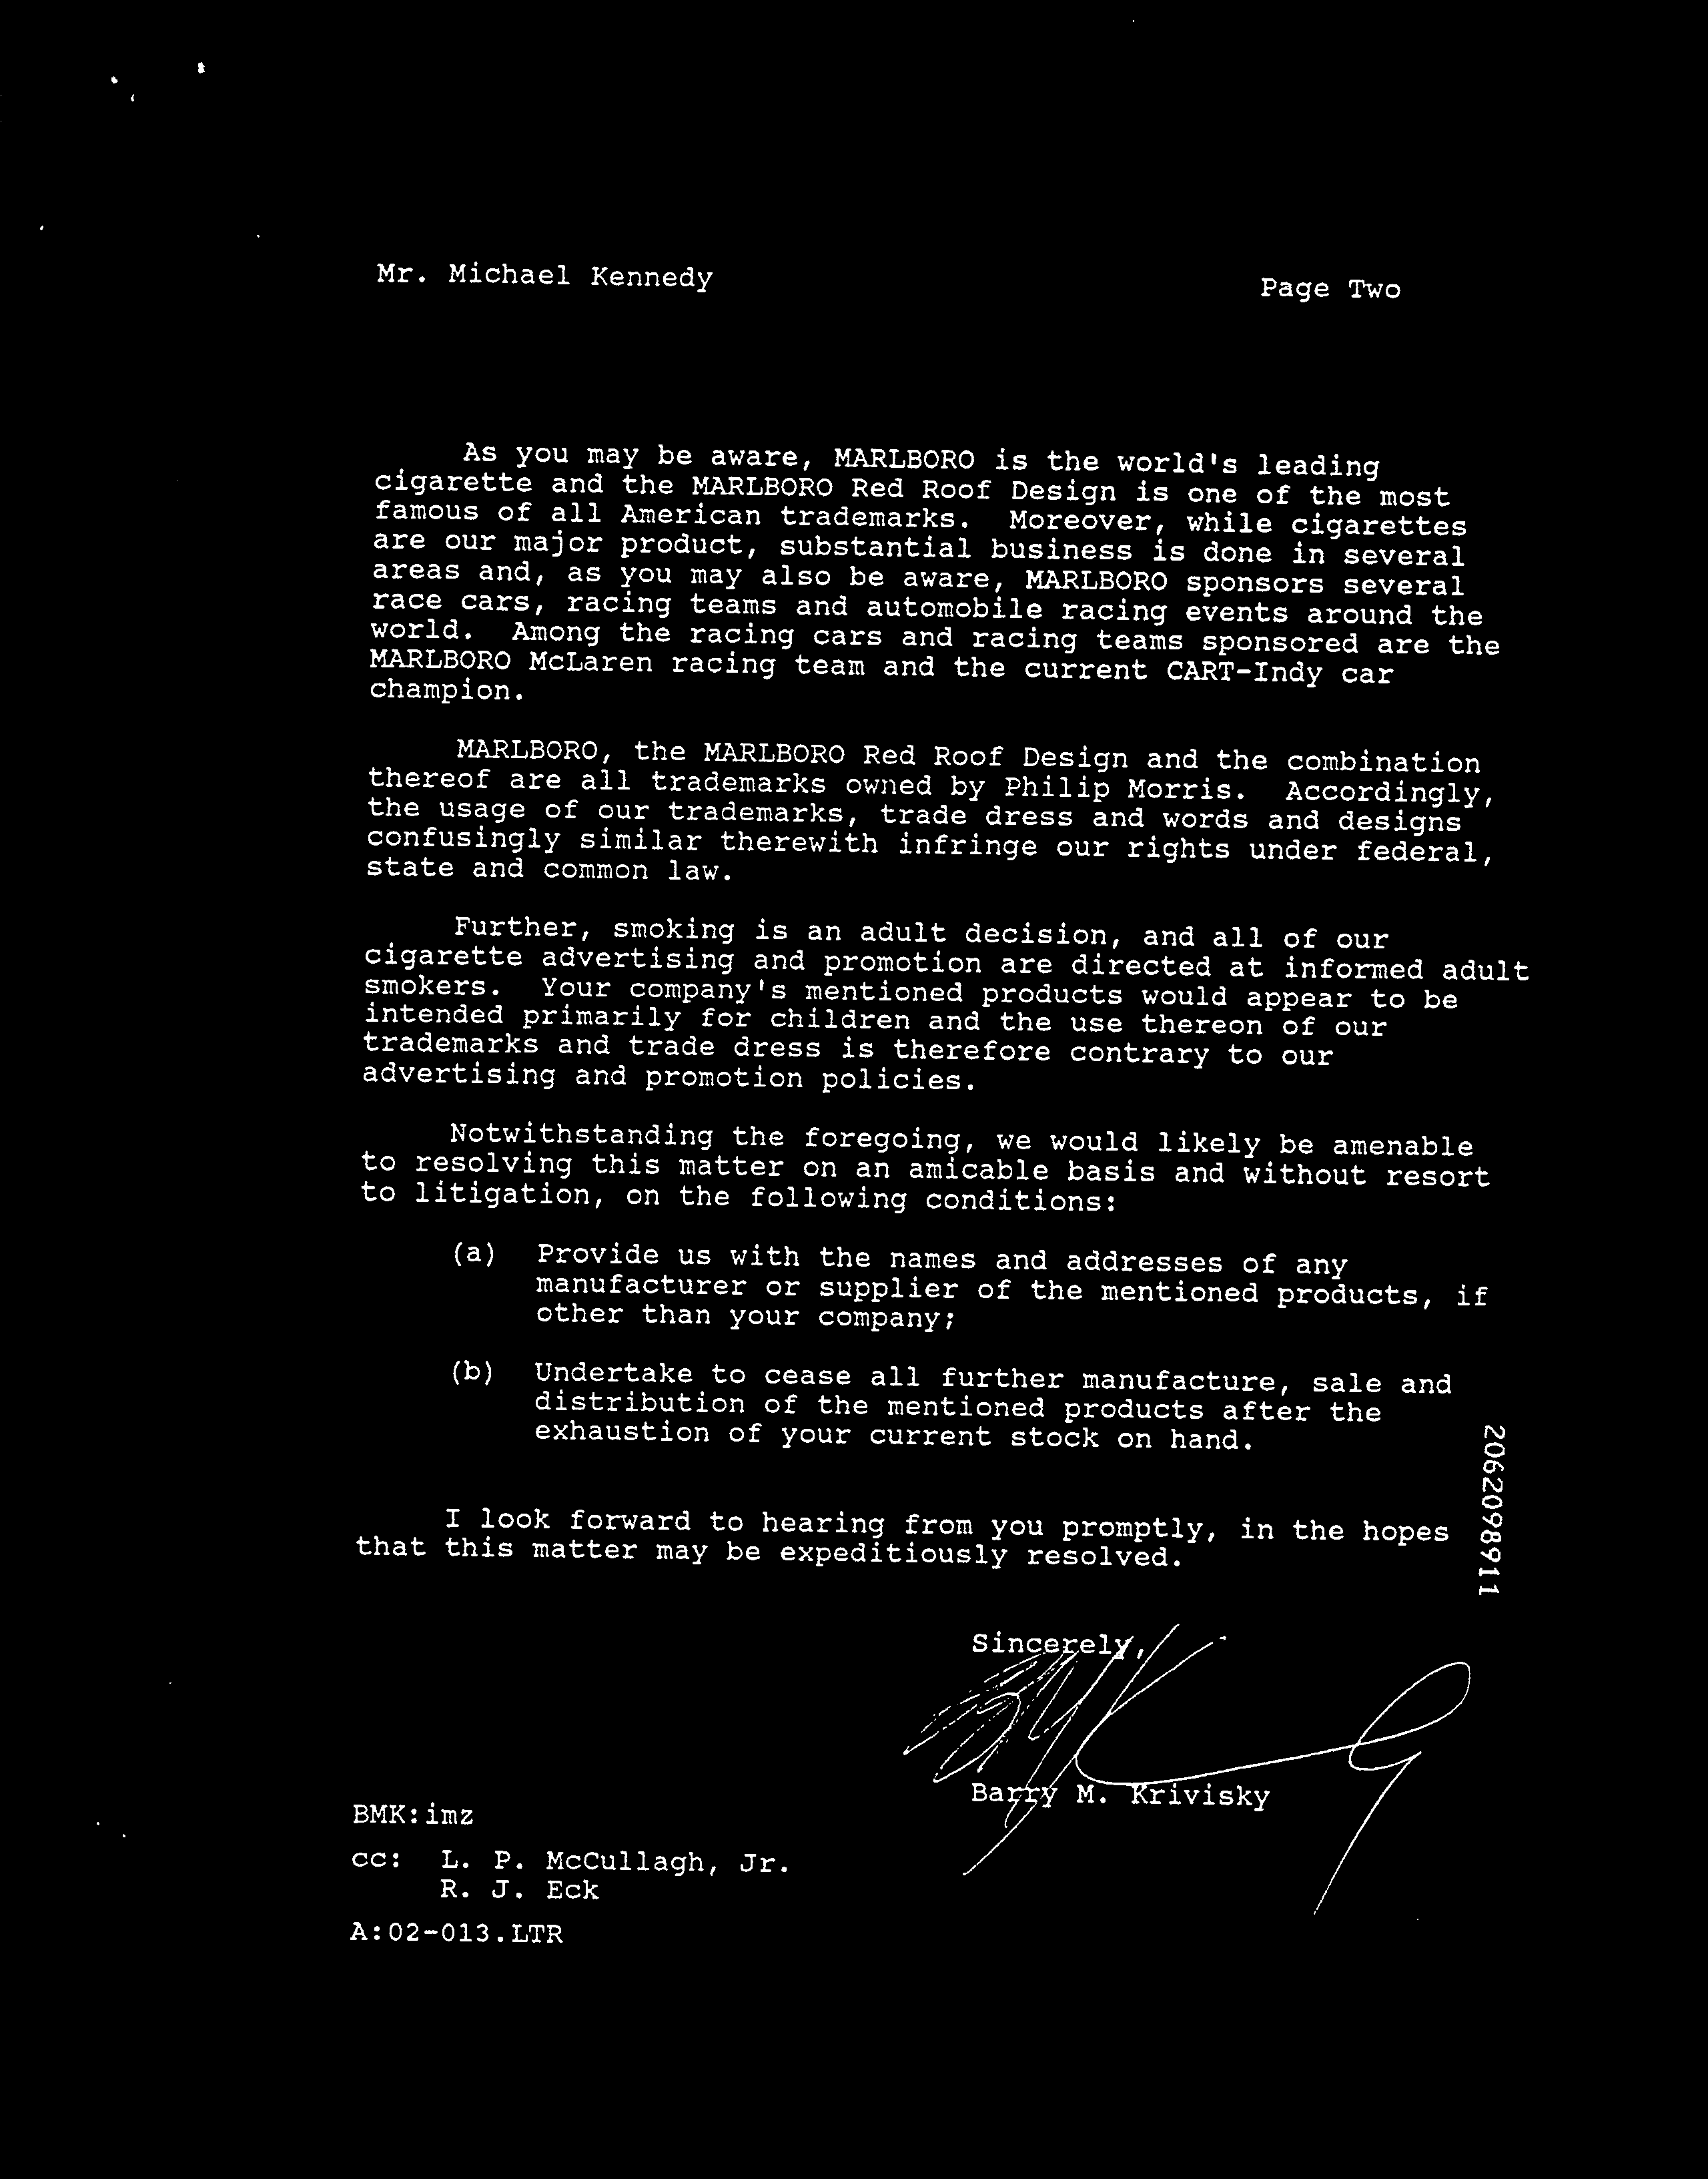 Mr. Michael Kennedy
Page Two
As you may be aware, MARLBORO is the world's leading
cigarette and the MARLBORO Red Roof Design is one of the most
famous of all American trademarks. Moreover, while cigarettes
are our major product, substantial business is done in several
areas and, as you may also be aware, MARLBORO sponsors several
race cars, racing teams and automobile racing events around the
world. Among the racing cars and racing teams sponsored are the
MARLBORO McLaren racing team and the current CART-Indy car
champion.
MARLBORO, the MARLBORO Red Roof Design and the combination
thereof are all trademarks owned by Philip Morris. Accordingly,
the usage of our trademarks, trade dress and words and designs
confusingly similar therewith infringe our rights under federal,
state and common law.
Further, smoking is an adult decision, and all of our
cigarette advertising and promotion are directed at informed adult
smokers. Your company's mentioned products would appear to be
intended primarily for children and the use thereon of our
trademarks and trade dress is therefore contrary to our
advertising and promotion policies.
Notwithstanding the foregoing, we would likely be amenable
to resolving this matter on an amicable basis and without resort
to litigation, on the following conditions:
(a) Provide us with the names and addresses of any
manufacturer or supplier of the mentioned products, if
other than your company;
(b) Undertake to cease all further manufacture, sale and
distribution of the mentioned products after the
exhaustion of your current stock on hand.
I look forward to hearing from you promptly, in the hopes
that this matter may be expeditiously resolved.
2062098911
Sincerely,
Barry M. Krivisky
BMK:imz
cc: L. P. McCullagh, Jr.
R. J. Eck
A:02-013.LTR